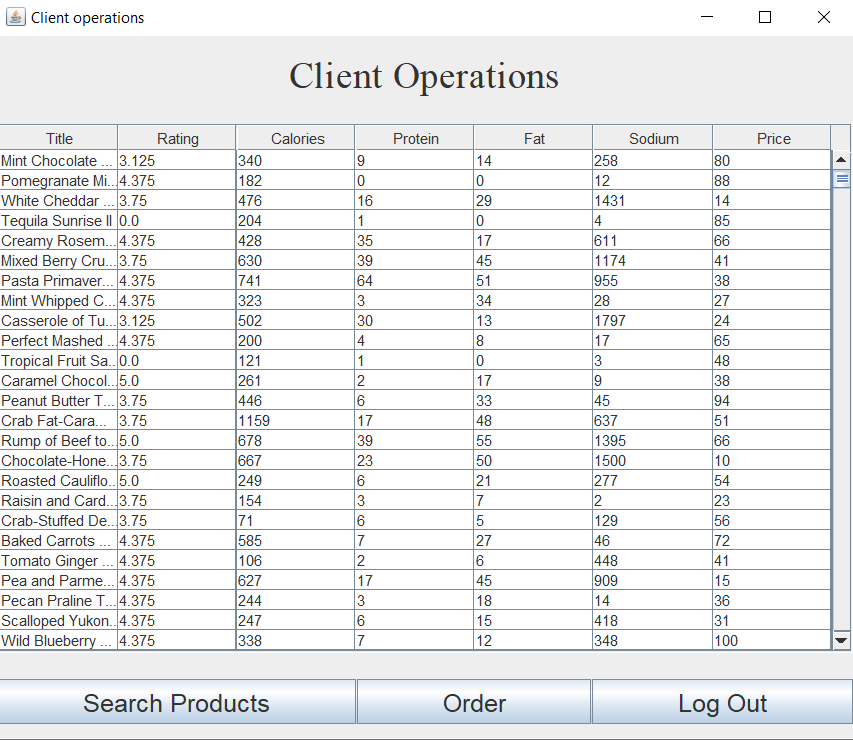 Client operations
Client Operations
Title Rating Calories Protein Fat Sodium Price
Mint Chocolate ... 3.125 340 9 14 258 80
Pomegranate Mi... 4.375 182 0 0 12 88
White Cheddar ... 3.75 476 16 29 1431 14
Tequila Sunrise II 0.0 204 1 0 4 85
Creamy Rosem... 4.375 428 35 17 611 66
Mixed Berry Cru... 3.75 630 39 45 1174 41
Pasta Primaver... 4.375 741 64 51 955 38
Mint Whipped C... 4.375 323 3 34 28 27
Casserole of Tu... 3.125 502 30 13 1797 24
Perfect Mashed ... 4.375 200 4 8 17 65
Tropical Fruit Sa... 0.0 121 1 0 3 48
Caramel Chocol... 5.0 261 2 17 9 38
Peanut Butter T... 3.75 446 6 33 45 94
Crab Fat-Cara... 3.75 1159 17 48 637 51
Rump of Beef to... 5.0 678 39 55 1395 66
Chocolate-Hone... 3.75 667 23 50 1500 10
Roasted Cauliflo... 5.0 249 6 21 277 54
Raisin and Card... 3.75 154 3 7 2 23
Crab-Stuffed De... 3.75 71 6 5 129 56
Baked Carrots ... 4.375 585 7 27 46 72
Tomato Ginger ... 4.375 106 2 6 448 41
Pea and Parme... 4.375 627 17 45 909 15
Pecan Praline T... 4.375 244 3 18 14 36
Scalloped Yukon... 4.375 247 6 15 418 31
Wild Blueberry ... 4.375 338 7 12 348 100
Search Products Order Log Out